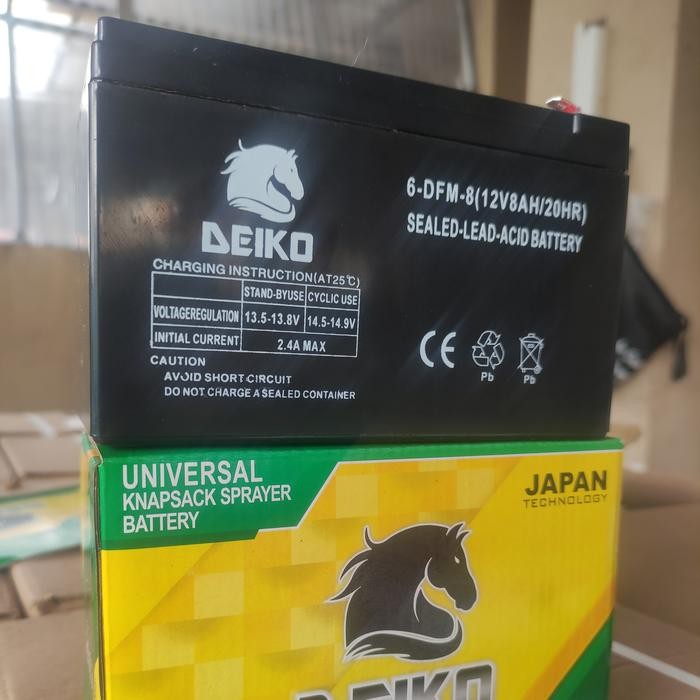 DEIKO
6-DFM-8(12V8AH/20HR)
SEALED-LEAD-ACID BATTERY
CHARGING INSTRUCTION(AT25℃)
STAND-BYUSE CYCLIC USE
VOLTAGEREGULATION 13.5-13.8V 14.5-14.9V
INITIAL CURRENT 2.4A MAX
CAUTION
AVOID SHORT CIRCUIT
DO NOT CHARGE A SEALED CONTAINER
CE
Pb
Pb
UNIVERSAL
KNAPSACK SPRAYER
BATTERY
JAPAN
TECHNOLOGY
DEIKO